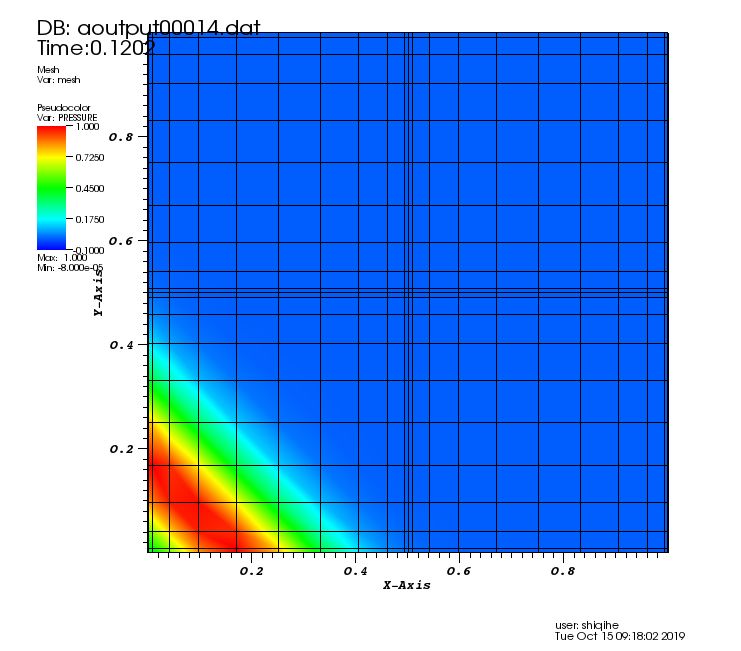 DB: aoutput00014.dat
Time:0.1202
Mesh
Var: mesh
Pseudocolor
Var: PRESSURE
1.000
0.7250
0.4500
0.1750
-0.1000
Max: 1.000
Min: -8.000e-05
Y-Axis
0.8
0.6
0.4
0.2
0.2 0.4 0.6 0.8
X-Axis
user: shiqihe
Tue Oct 15 09:18:02 2019